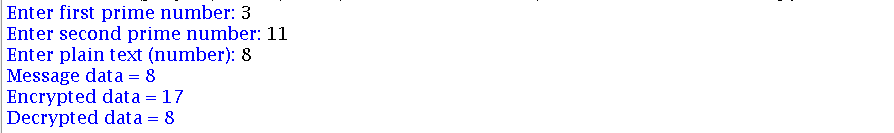 Enter first prime number: 3
Enter second prime number: 11
Enter plain text (number): 8
Message data = 8
Encrypted data = 17
Decrypted data = 8